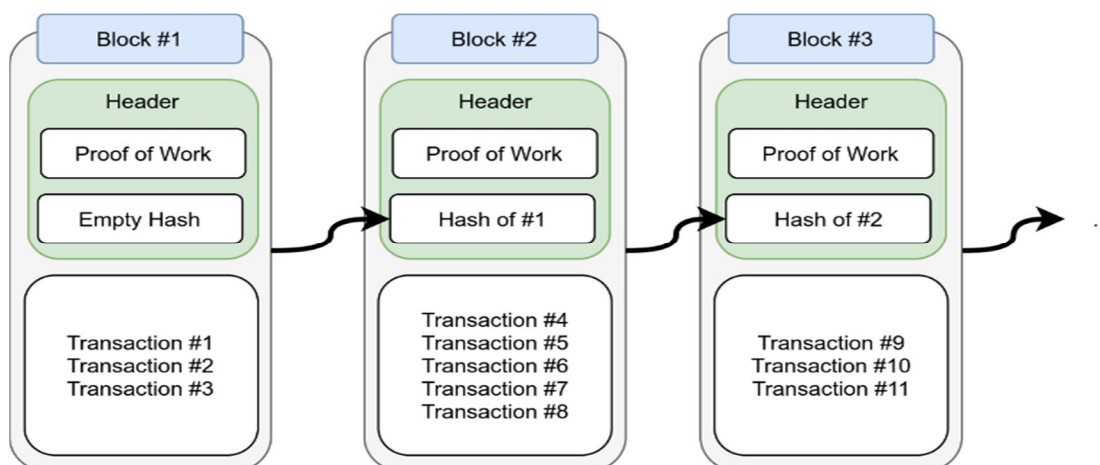 Block #1
Header
Proof of Work
Empty Hash
Transaction #1
Transaction #2
Transaction #3
Block #2
Header
Proof of Work
Hash of #1
Transaction #4
Transaction #5
Transaction #6
Transaction #7
Transaction #8
Block #3
Header
Proof of Work
Hash of #2
Transaction #9
Transaction #10
Transaction #11
.